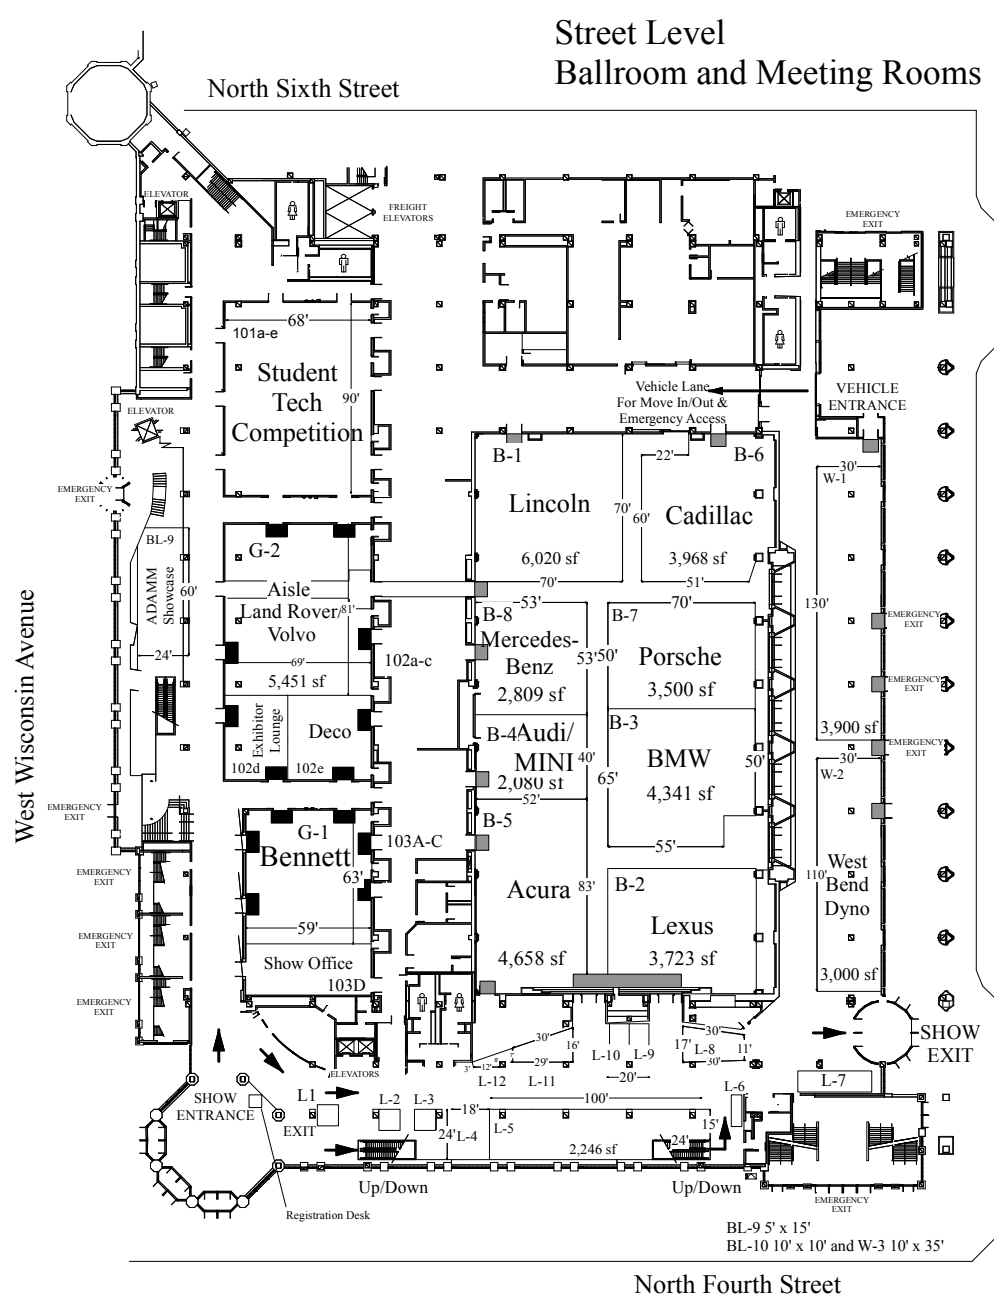 Street Level
Ballroom and Meeting Rooms
North Sixth Street
ELEVATOR
FREIGHT
ELEVATORS
EMERGENCY
EXIT
68'
101a-e
Student
Tech
Competition
90'
Vehicle Lane
For Move In/Out &
Emergency Access
VEHICLE
ENTRANCE
ELEVATOR
EMERGENCY
EXIT
B-1
Lincoln
6,020 sf
70'
70'
22'
B-6
60'
Cadillac
3,968 sf
51'
30'
W-1
130'
3,900 sf
BL-9
ADAMM
Showcase
60'
24'
G-2
Aisle
Land Rover/
Volvo
81'
69'
5,451 sf
102a-c
Exhibitor
Lounge
102d
Deco
102e
53'
B-8
Mercedes-
Benz
53'
2,809 sf
70'
B-7
50'
Porsche
3,500 sf
EMERGENCY
EXIT
EMERGENCY
EXIT
EMERGENCY
EXIT
B-4
Audi/
MINI
40'
2,080 sf
52'
B-3
BMW
65'
50'
4,341 sf
55'
30'
W-2
West
Bend
Dyno
110'
3,000 sf
West Wisconsin Avenue
EMERGENCY
EXIT
EMERGENCY
EXIT
EMERGENCY
EXIT
EMERGENCY
EXIT
G-1
Bennett
63'
103A-C
59'
Show Office
103D
B-5
Acura
83'
4,658 sf
B-2
Lexus
3,723 sf
ELEVATORS
30'
16'
3'
12'
8'
7'
29'
L-12
L-11
L-10
L-9
20'
30'
17'
L-8
11'
30'
SHOW
EXIT
L-7
L-6
SHOW
ENTRANCE
L1
EXIT
L-2
L-3
18'
24'
L-4
L-5
100'
15'
2,246 sf
24'
Up/Down
Up/Down
Registration Desk
EMERGENCY
EXIT
BL-9 5' x 15'
BL-10 10' x 10' and W-3 10' x 35'
North Fourth Street